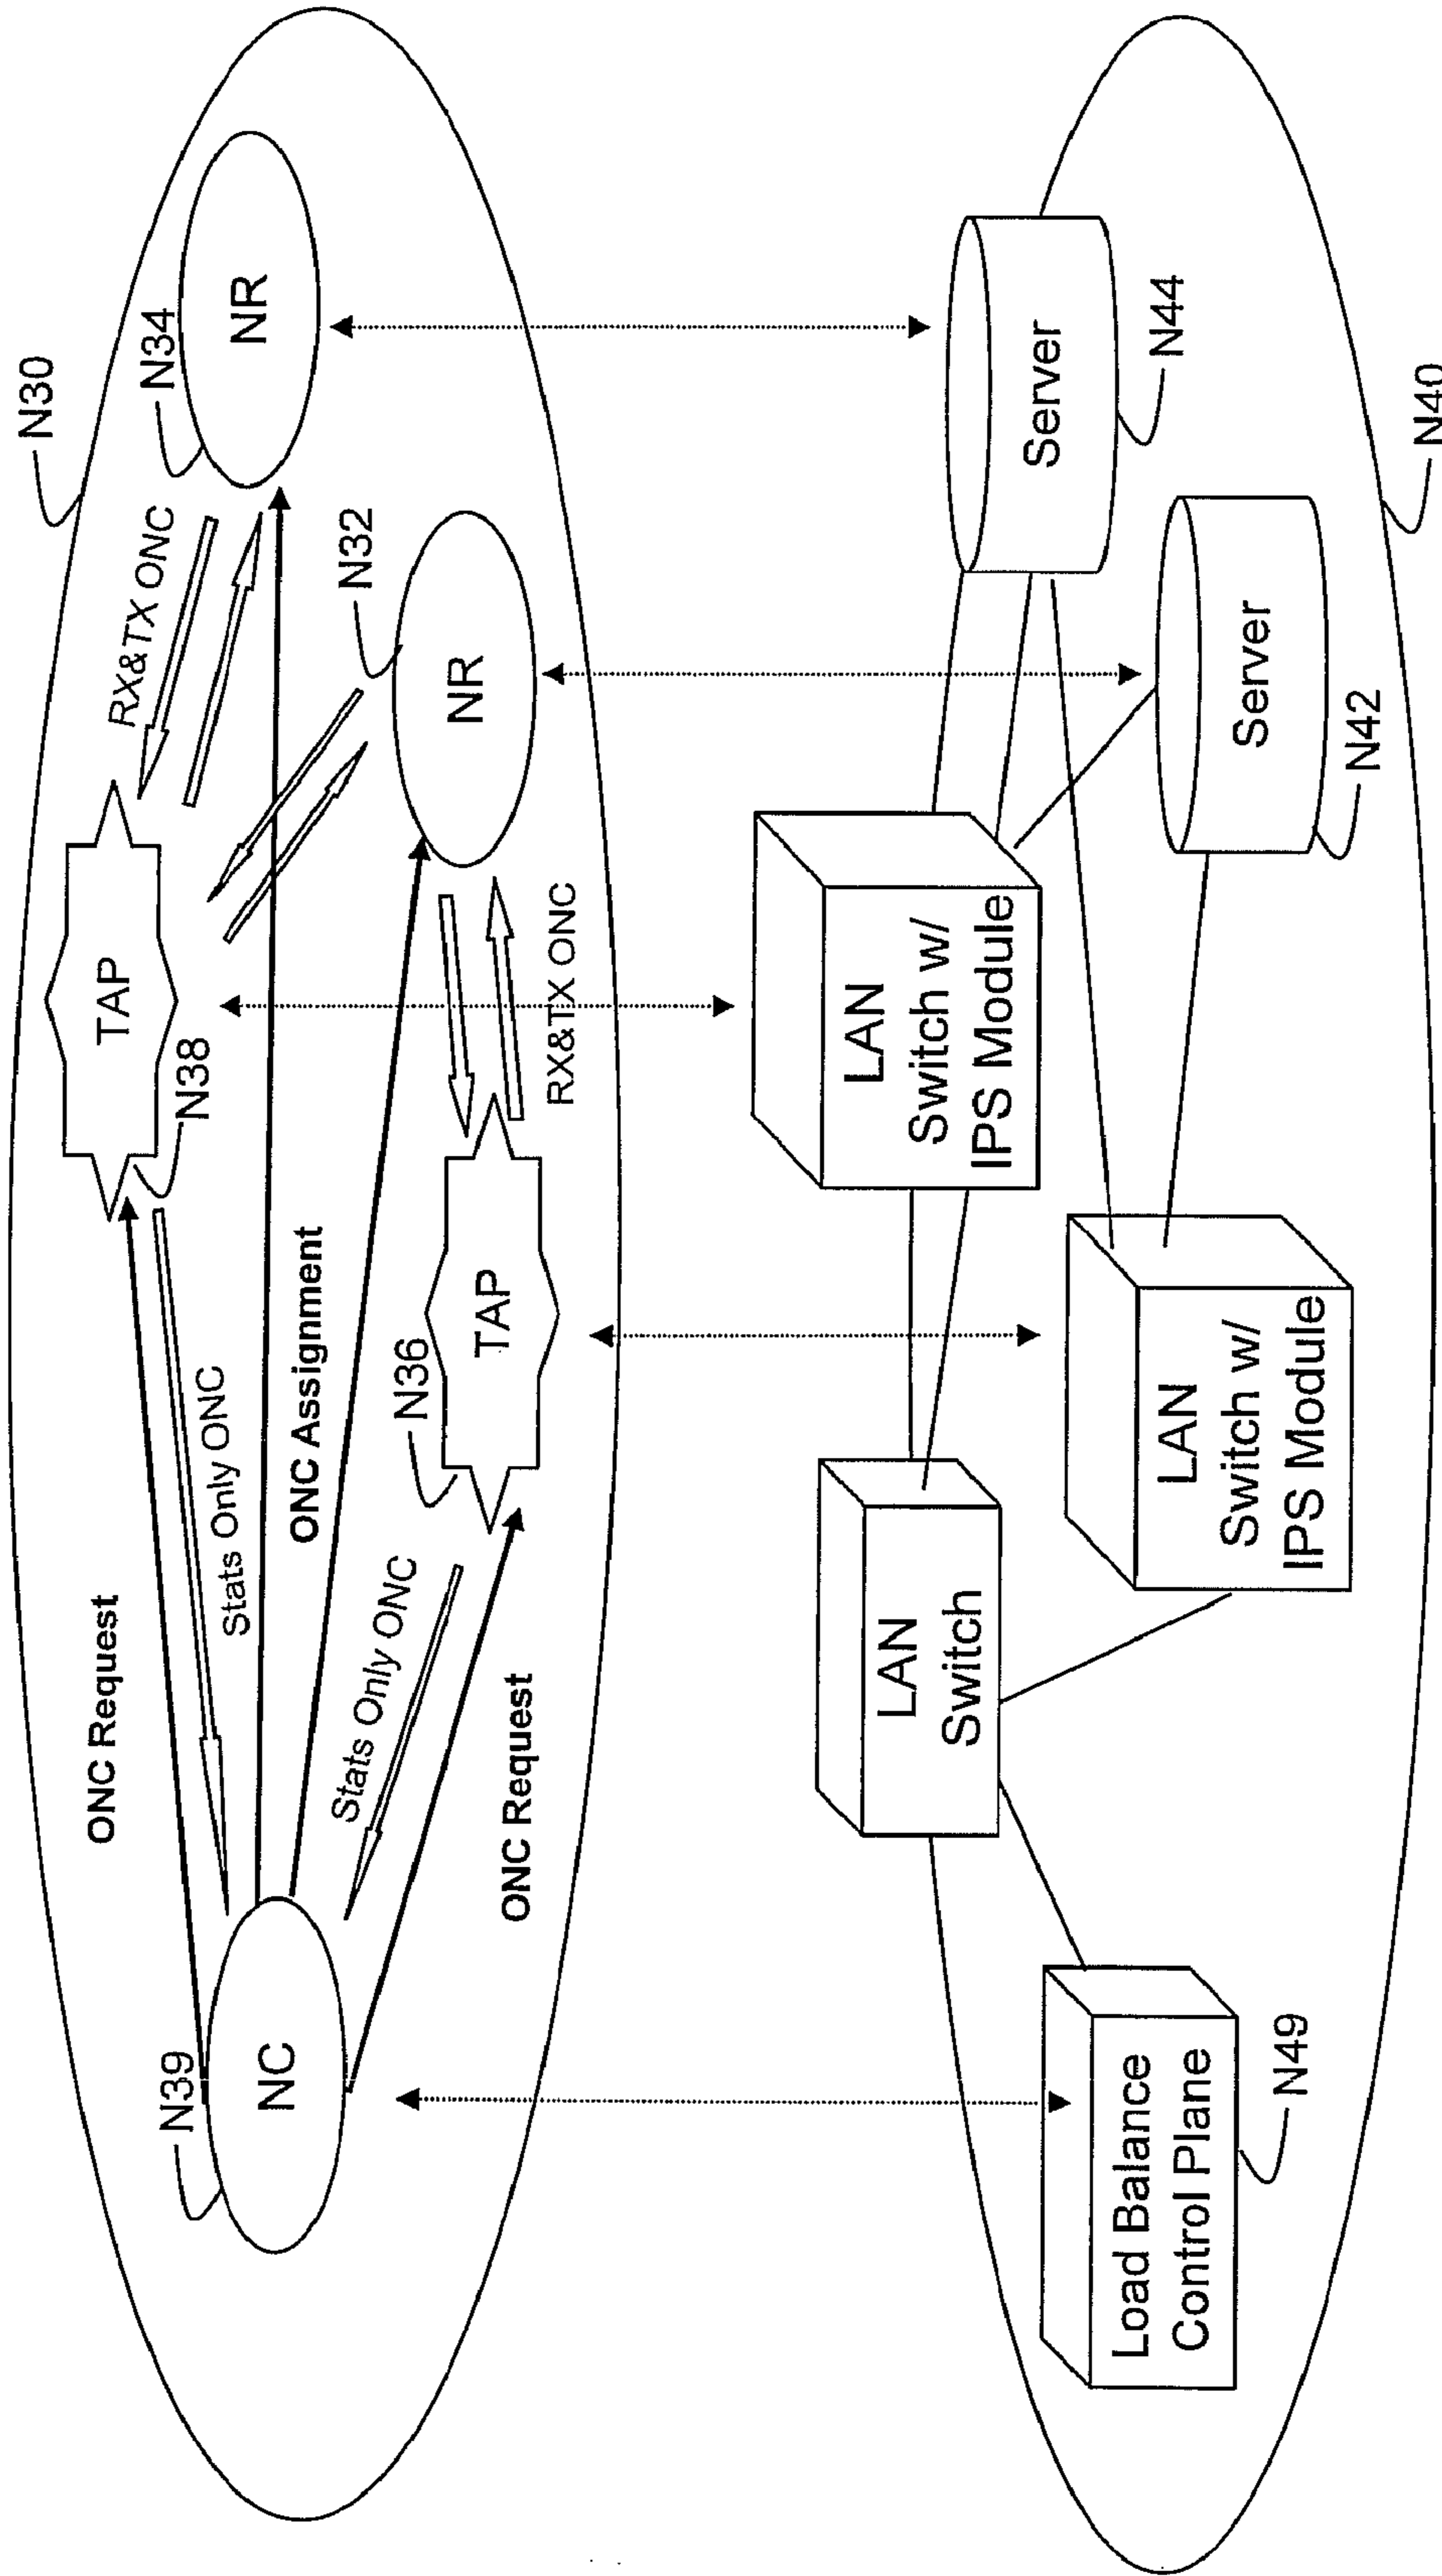 N30
N34
NR
RX&TX ONC
N32
NR
TAP
N38
RX&TX ONC
ONC Request
Stats Only ONC
ONC Assignment
N36
TAP
Stats Only ONC
ONC Request
N39
NC
Server
N44
Server
N42
N40
LAN
Switch w/
IPS Module
LAN
Switch w/
IPS Module
LAN
Switch
Load Balance
Control Plane
N49